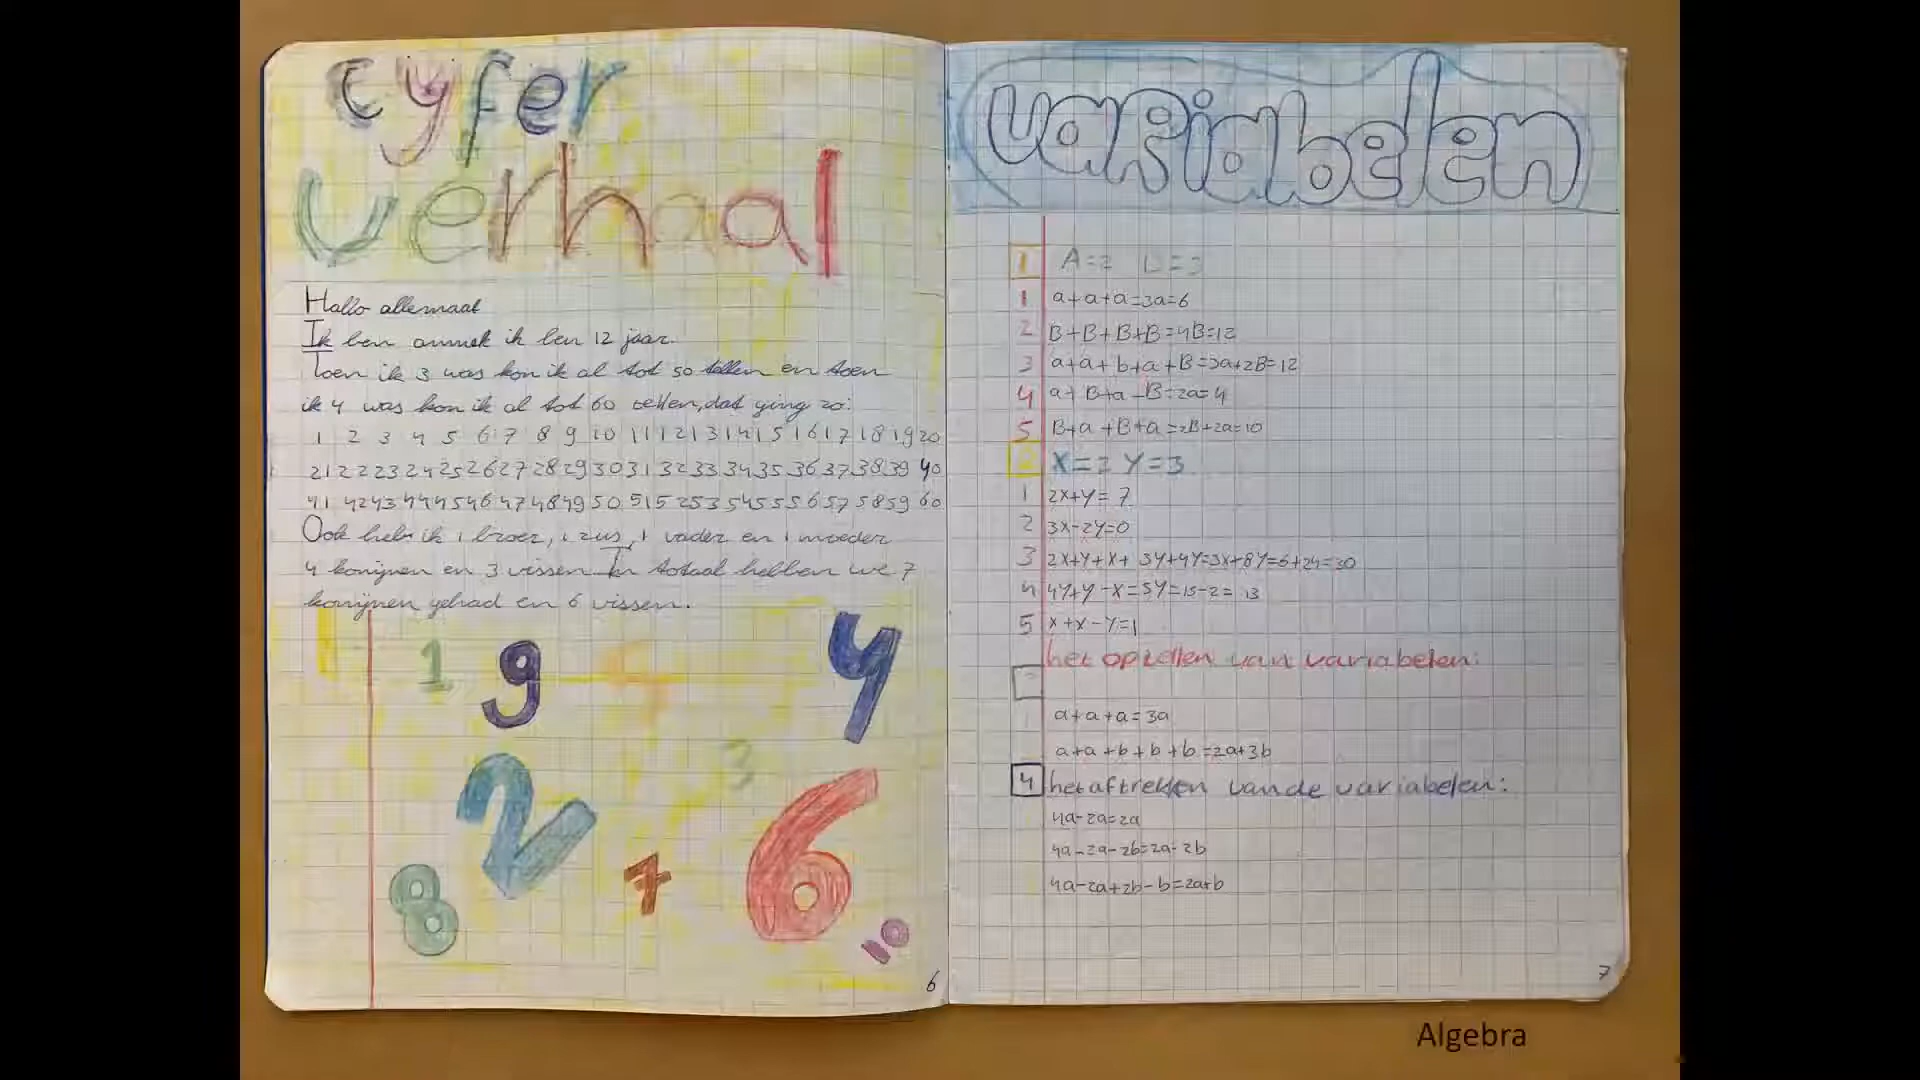 Cyfer
verhaal
Hallo allemaal
Ik ben annek ik ben 12 jaar.
Toen ik 3 was kon ik al tot 50 tellen en toen
ik 4 was kon ik al tot 60 tellen, dat ging zo:
1 2 3 4 5 6 7 8 9 10 11 12 13 14 15 16 17 18 19 20
21 22 23 24 25 26 27 28 29 30 31 32 33 34 35 36 37 38 39 40
41 42 43 44 45 46 47 48 49 50 51 52 53 54 55 56 57 58 59 60
Ook heb ik 1 broer, 1 zus, 1 vader en 1 moeder
4 konijnen en 3 vissen In totaal hebben we 7
konijnen gehad en 6 vissen.
1 1 9 4
3
2 6
8 7 10
6
variabelen
1 A=2 b=3
1 a+a+a=3a=6
2 B+B+B+B=4B=12
3 a+a+b+a+B=3a+2B=12
4 a+B+a-B=2a=4
5 B+a+B+a=2B+2a=10
2 X=2 Y=3
1 2X+Y=7
2 3X-2Y=0
3 2X+Y+X+3Y+4Y=3X+8Y=6+24=30
4 4Y+Y-X=5Y=15-2=13
5 x+x-Y=1
het optellen van variabelen:
a+a+a=3a
a+a+b+b+b=2a+3b
4 het aftrekken van de variabelen:
4a-2a=2a
4a-2a-2b=2a-2b
4a-2a+2b-b=2a+b
7
Algebra